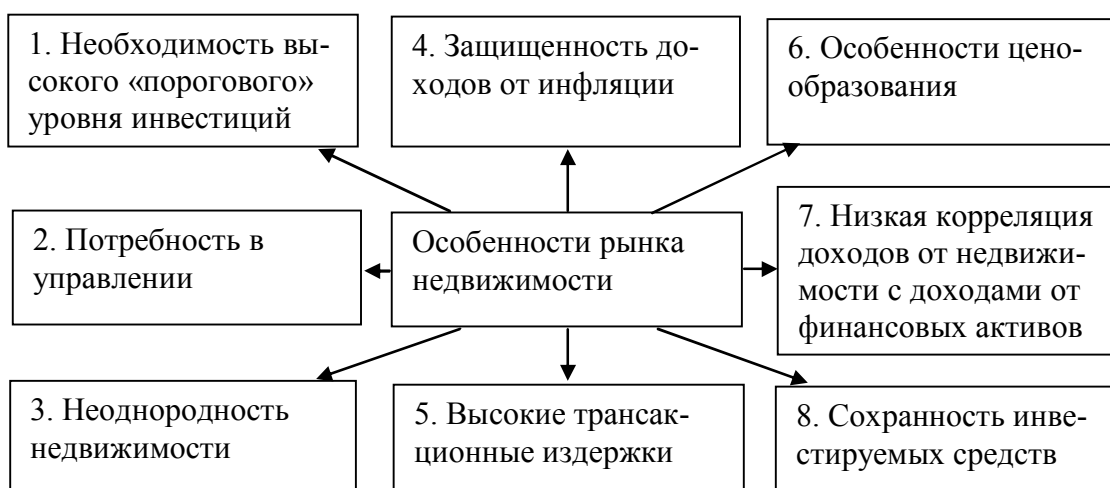 1. Необходимость вы-
сокого «порогового»
уровня инвестиций
4. Защищенность до-
ходов от инфляции
6. Особенности цено-
образования
2. Потребность в
управлении
Особенности рынка
недвижимости
7. Низкая корреляция
доходов от недвижи-
мости с доходами от
финансовых активов
3. Неоднородность
недвижимости
5. Высокие трансак-
ционные издержки
8. Сохранность инве-
стируемых средств